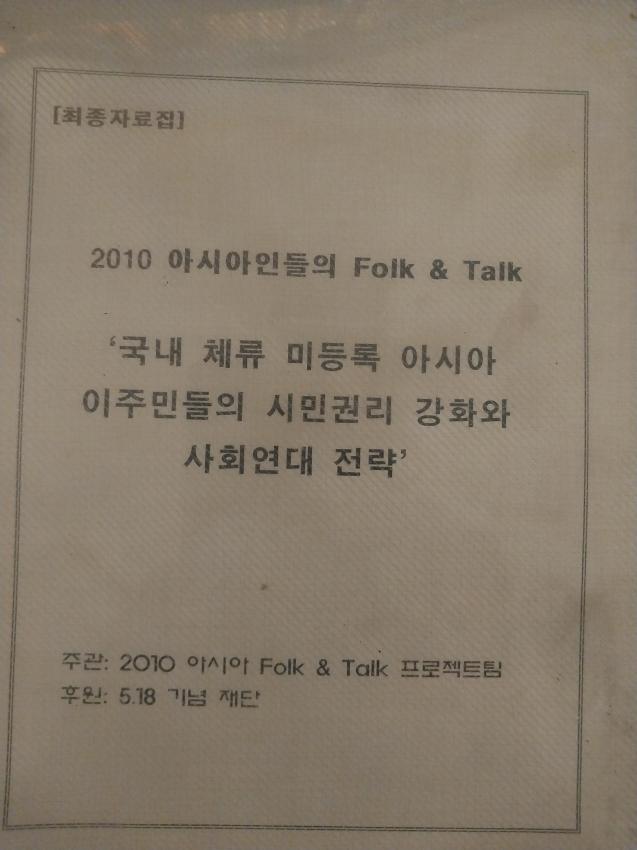 [최종자료집]
2010 아시아인들의 Folk & Talk
‘국내 체류 미등록 아시아
이주민들의 시민권리 강화와
사회연대 전략’
주관: 2010 아시아 Folk & Talk 프로젝트팀
후원: 5.18 기념 재단